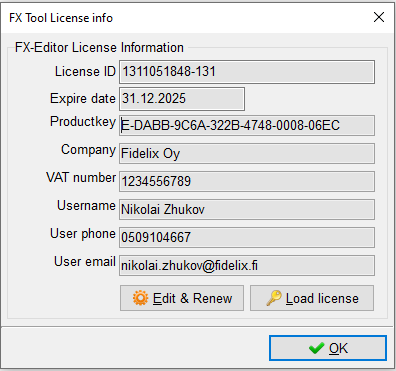 FX Tool License info
FX-Editor License Information
License ID 1311051848-131
Expire date 31.12.2025
Productkey E-DABB-9C6A-322B-4748-0008-06EC
Company Fidelix Oy
VAT number 1234556789
Username Nikolai Zhukov
User phone 0509104667
User email nikolai.zhukov@fidelix.fi
Edit & Renew Load license
OK